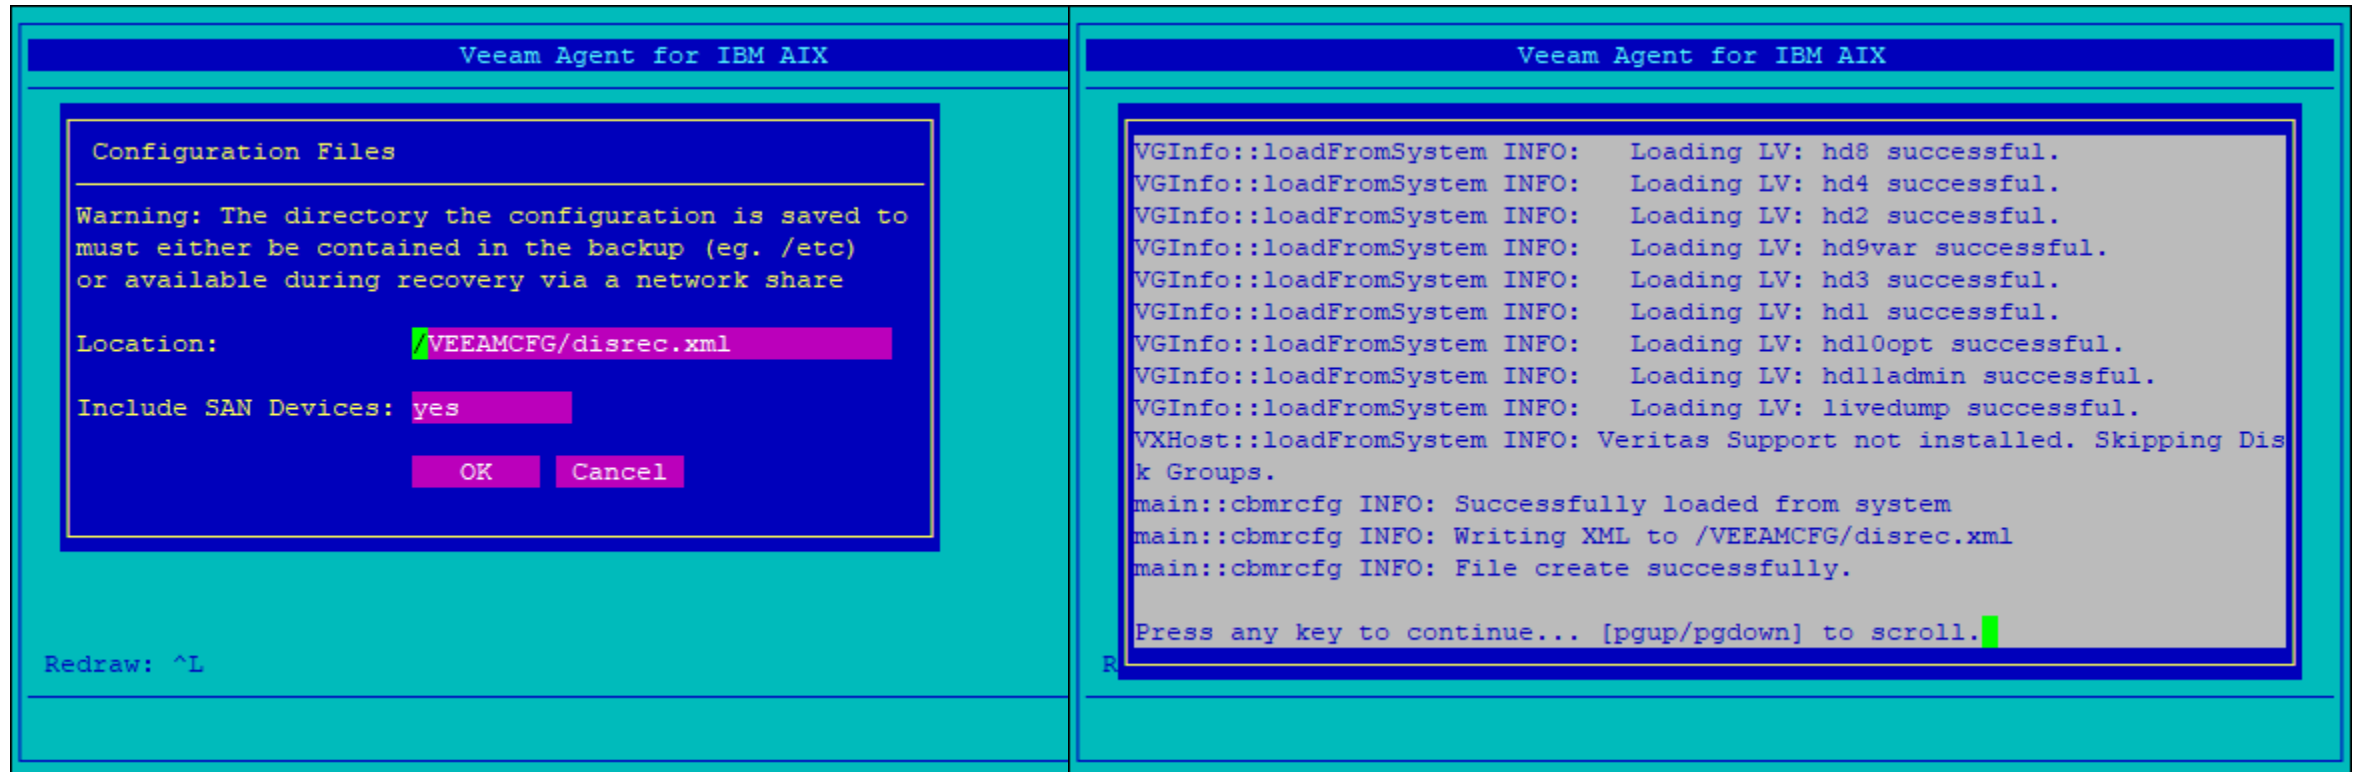 Veeam Agent for IBM AIX
Configuration Files
Warning: The directory the configuration is saved to
must either be contained in the backup (eg. /etc)
or available during recovery via a network share
Location: /VEEAMCFG/disrec.xml
Include SAN Devices: yes
OK Cancel
Redraw: ^L
Veeam Agent for IBM AIX
VGInfo::loadFromSystem INFO: Loading LV: hd8 successful.
VGInfo::loadFromSystem INFO: Loading LV: hd4 successful.
VGInfo::loadFromSystem INFO: Loading LV: hd2 successful.
VGInfo::loadFromSystem INFO: Loading LV: hd9var successful.
VGInfo::loadFromSystem INFO: Loading LV: hd3 successful.
VGInfo::loadFromSystem INFO: Loading LV: hd1 successful.
VGInfo::loadFromSystem INFO: Loading LV: hd10opt successful.
VGInfo::loadFromSystem INFO: Loading LV: hd11admin successful.
VGInfo::loadFromSystem INFO: Loading LV: livedump successful.
VXHost::loadFromSystem INFO: Veritas Support not installed. Skipping Dis
k Groups.
main::cbmrcfg INFO: Successfully loaded from system
main::cbmrcfg INFO: Writing XML to /VEEAMCFG/disrec.xml
main::cbmrcfg INFO: File create successfully.
Press any key to continue... [pgup/pgdown] to scroll.
R